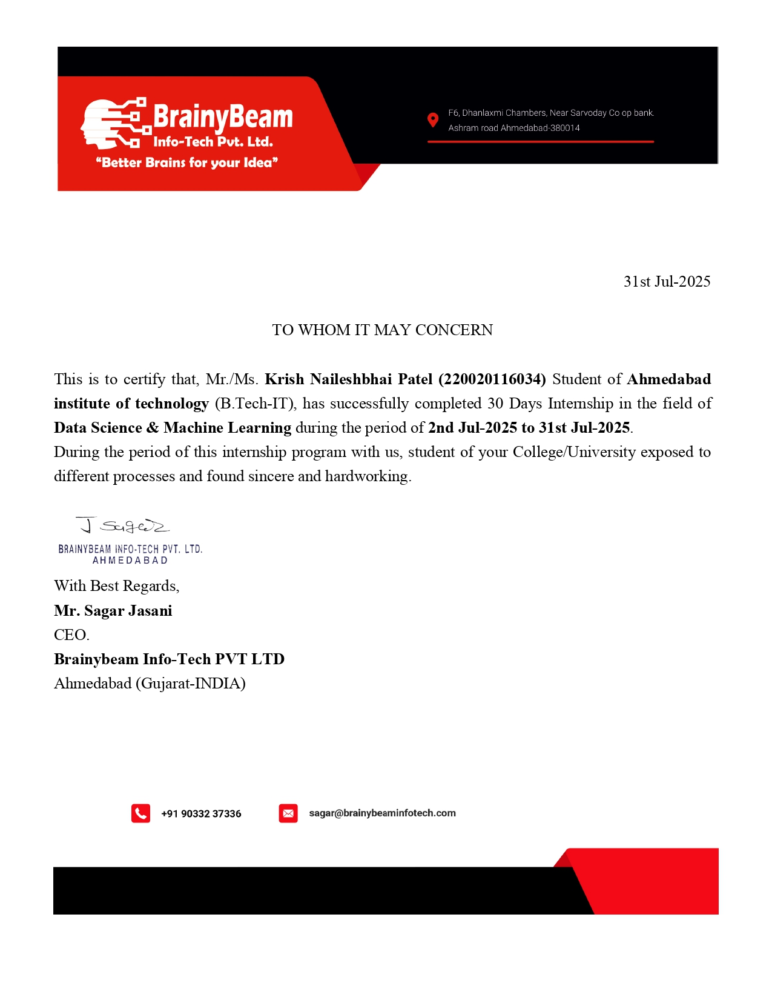 BrainyBeam
Info-Tech Pvt. Ltd.
“Better Brains for your Idea”
F6, Dhanlaxmi Chambers, Near Sarvoday Co op bank.
Ashram road Ahmedabad-380014
31st Jul-2025
TO WHOM IT MAY CONCERN
This is to certify that, Mr./Ms. Krish Naileshbhai Patel (220020116034) Student of Ahmedabad
institute of technology (B.Tech-IT), has successfully completed 30 Days Internship in the field of
Data Science & Machine Learning during the period of 2nd Jul-2025 to 31st Jul-2025.
During the period of this internship program with us, student of your College/University exposed to
different processes and found sincere and hardworking.
J Sagar
BRAINYBEAM INFO-TECH PVT. LTD.
AHMEDABAD
With Best Regards,
Mr. Sagar Jasani
CEO.
Brainybeam Info-Tech PVT LTD
Ahmedabad (Gujarat-INDIA)
+91 90332 37336
sagar@brainybeaminfotech.com